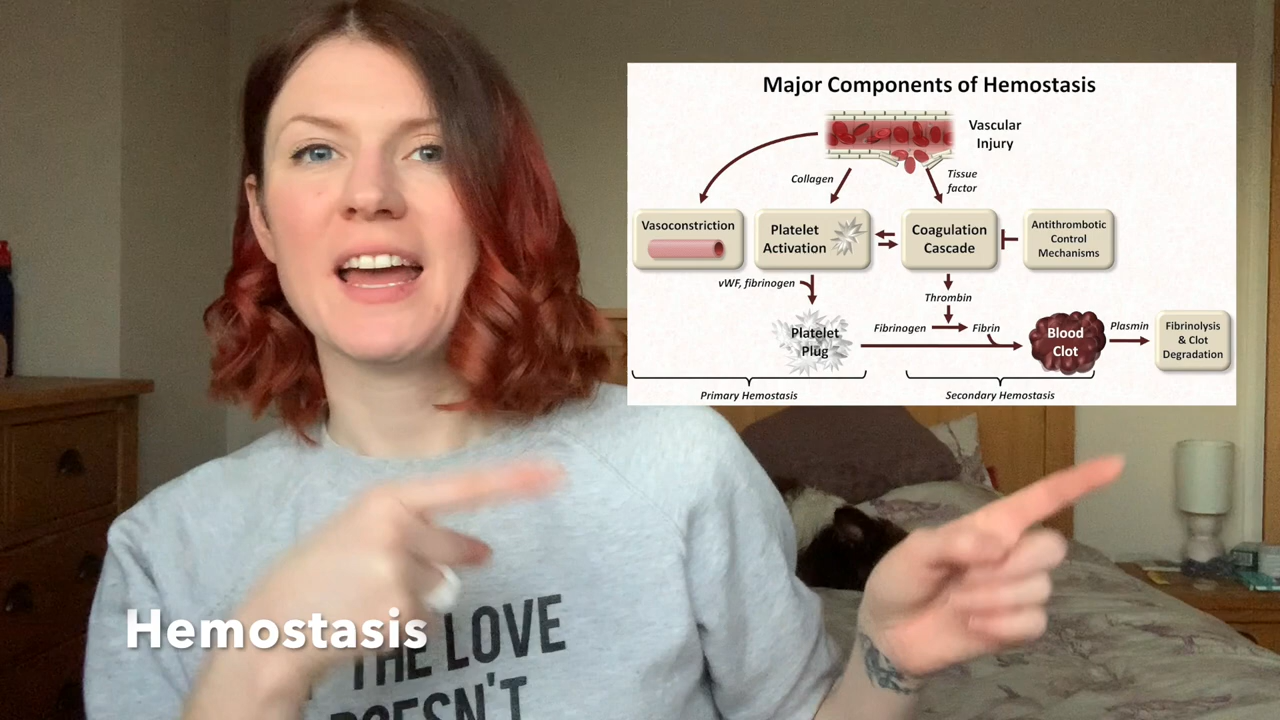 Major Components of Hemostasis
Vascular
Injury
Collagen
Tissue
factor
Vasoconstriction
Platelet
Activation
Coagulation
Cascade
Antithrombotic
Control
Mechanisms
vWF, fibrinogen
Thrombin
Platelet
Plug
Fibrinogen
Fibrin
Blood
Clot
Plasmin
Fibrinolysis
& Clot
Degradation
Primary Hemostasis
Secondary Hemostasis
Hemostasis
THE LOVE
DOESN'T